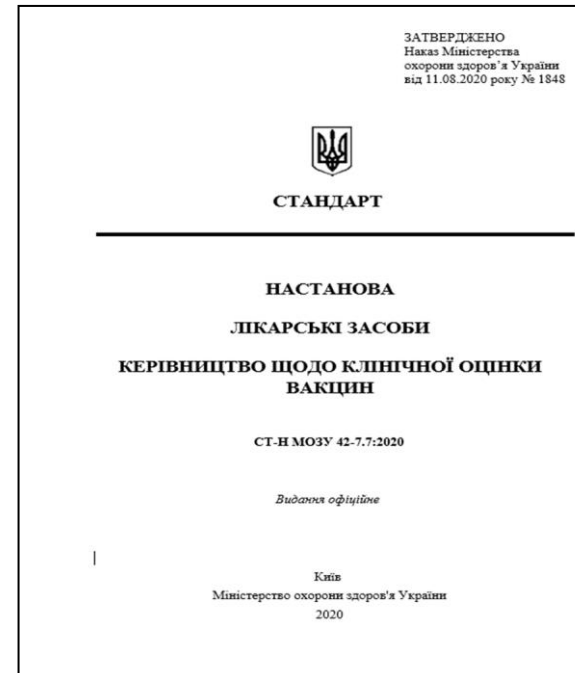 ЗАТВЕРДЖЕНО
Наказ Міністерства
охорони здоров’я України
від 11.08.2020 року № 1848
СТАНДАРТ
НАСТАНОВА
ЛІКАРСЬКІ ЗАСОБИ
КЕРІВНИЦТВО ЩОДО КЛІНІЧНОЇ ОЦІНКИ
ВАКЦИН
СТ-Н МОЗУ 42-7.7:2020
Видання офіційне
Київ
Міністерство охорони здоров'я України
2020